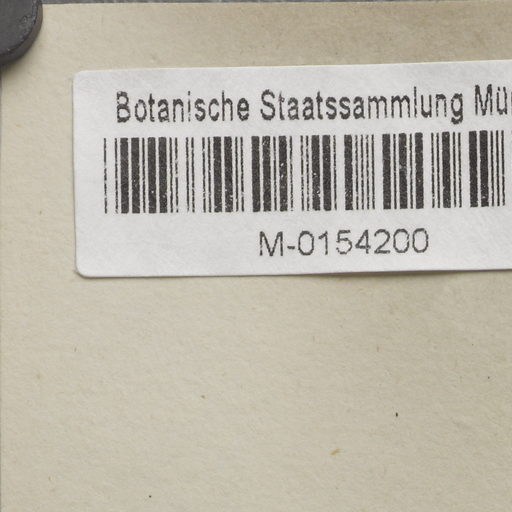 Botanische Staatssammlung Mü
M-0154200